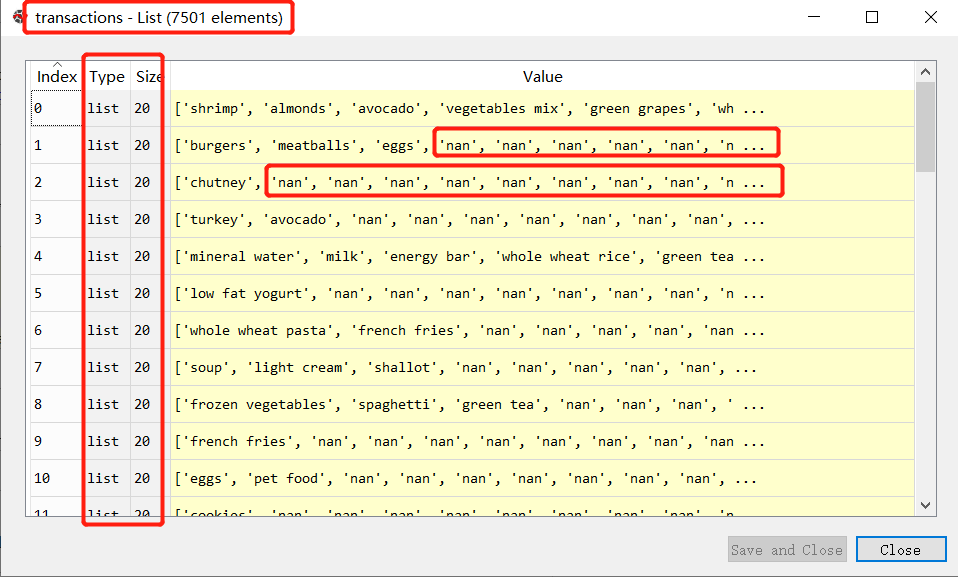 transactions - List (7501 elements)
Index Type Size Value
0 list 20 ['shrimp', 'almonds', 'avocado', 'vegetables mix', 'green grapes', 'wh ...
1 list 20 ['burgers', 'meatballs', 'eggs', 'nan', 'nan', 'nan', 'nan', 'nan', 'n ...
2 list 20 ['chutney', 'nan', 'nan', 'nan', 'nan', 'nan', 'nan', 'nan', 'nan', 'n ...
3 list 20 ['turkey', 'avocado', 'nan', 'nan', 'nan', 'nan', 'nan', 'nan', 'nan', ...
4 list 20 ['mineral water', 'milk', 'energy bar', 'whole wheat rice', 'green tea ...
5 list 20 ['low fat yogurt', 'nan', 'nan', 'nan', 'nan', 'nan', 'nan', 'nan', 'n ...
6 list 20 ['whole wheat pasta', 'french fries', 'nan', 'nan', 'nan', 'nan', 'nan ...
7 list 20 ['soup', 'light cream', 'shallot', 'nan', 'nan', 'nan', 'nan', 'nan', ...
8 list 20 ['frozen vegetables', 'spaghetti', 'green tea', 'nan', 'nan', 'nan', ' ...
9 list 20 ['french fries', 'nan', 'nan', 'nan', 'nan', 'nan', 'nan', 'nan', 'nan ...
10 list 20 ['eggs', 'pet food', 'nan', 'nan', 'nan', 'nan', 'nan', 'nan', 'nan', ...
11 list 20 ['cookies', 'nan', 'nan', 'nan', 'nan', 'nan', 'nan', 'nan', 'nan', 'n ...
Save and Close Close